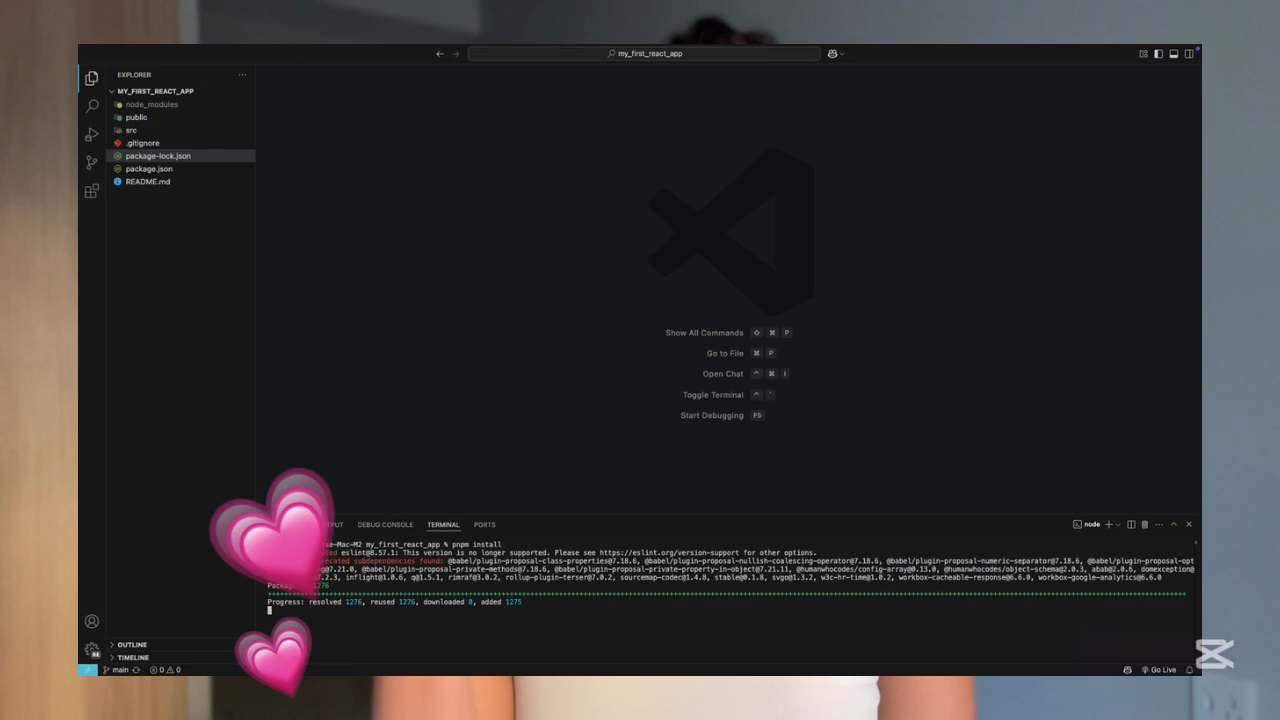 my_first_react_app
EXPLORER
MY_FIRST_REACT_APP
node_modules
public
src
.gitignore
package-lock.json
package.json
README.md
Show All Commands ⇧ ⌘ P
Go to File ⌘ P
Open Chat ^ ⌘ I
Toggle Terminal ^ `
Start Debugging F5
DEBUG CONSOLE TERMINAL PORTS
node
-Mac-M2 my_first_react_app % pnpm install
eslint@8.57.1: This version is no longer supported. Please see https://eslint.org/version-support for other options.
subdependencies found: @babel/plugin-proposal-class-properties@7.18.6, @babel/plugin-proposal-nullish-coalescing-operator@7.18.6, @babel/plugin-proposal-numeric-separator@7.18.6, @babel/plugin-proposal-opt
@7.21.0, @babel/plugin-proposal-private-methods@7.18.6, @babel/plugin-proposal-private-property-in-object@7.21.11, @humanwhocodes/config-array@0.13.0, @humanwhocodes/object-schema@2.0.3, abab@2.0.6, domexception@
7.2.3, inflight@1.0.6, q@1.5.1, rimraf@3.0.2, rollup-plugin-terser@7.0.2, sourcemap-codec@1.4.8, stable@0.1.8, svgo@1.3.2, w3c-hr-time@1.0.2, workbox-cacheable-response@6.6.0, workbox-google-analytics@6.6.0
1276
Progress: resolved 1276, reused 1276, downloaded 0, added 1275
OUTLINE
TIMELINE
main 0 0 Go Live